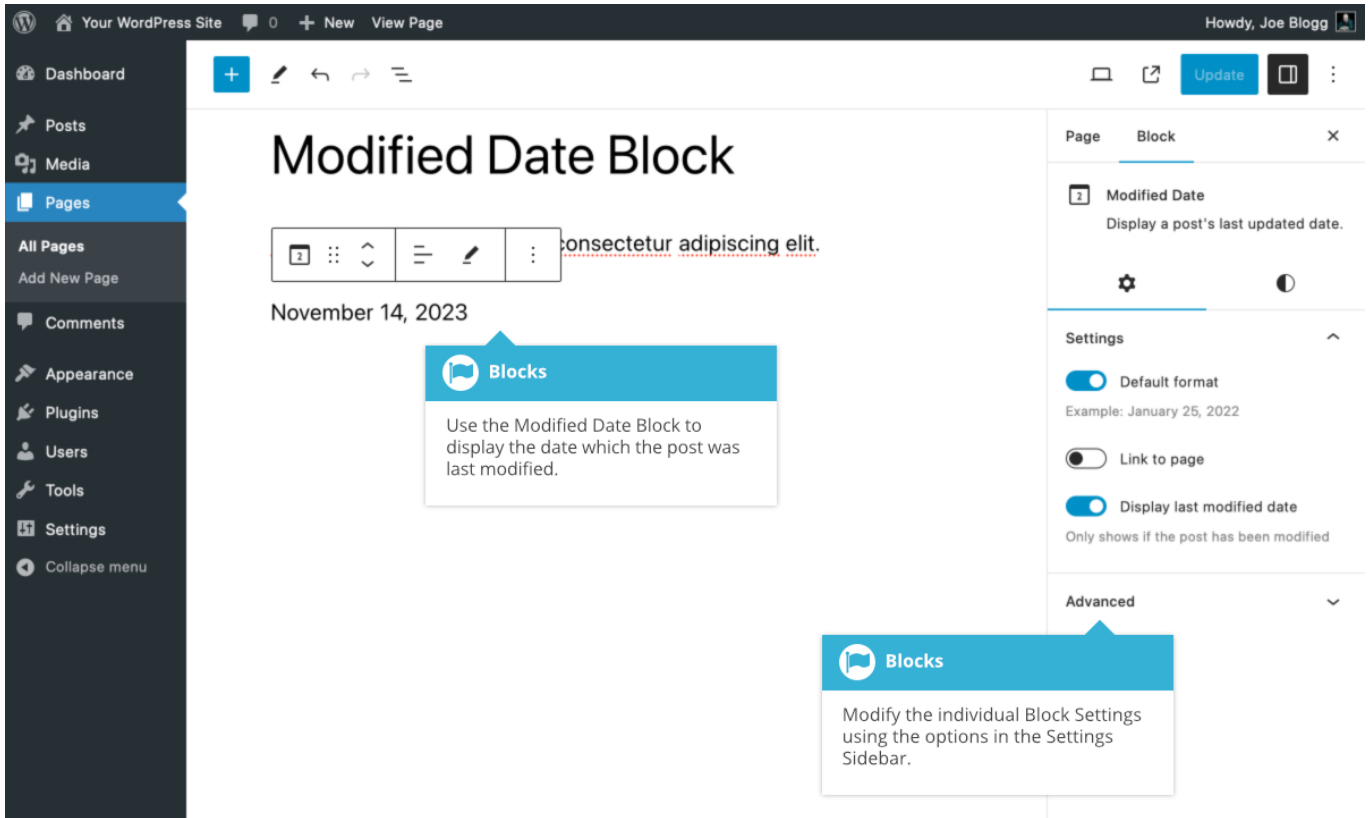 Your WordPress Site 0 New View Page Howdy, Joe Blogg
Dashboard
Posts
Media
Pages
All Pages
Add New Page
Comments
Appearance
Plugins
Users
Tools
Settings
Collapse menu
Update
Modified Date Block
consectetur adipiscing elit.
November 14, 2023
Blocks
Use the Modified Date Block to
display the date which the post was
last modified.
Page Block
2 Modified Date
Display a post's last updated date.
Settings
Default format
Example: January 25, 2022
Link to page
Display last modified date
Only shows if the post has been modified
Advanced
Blocks
Modify the individual Block Settings
using the options in the Settings
Sidebar.